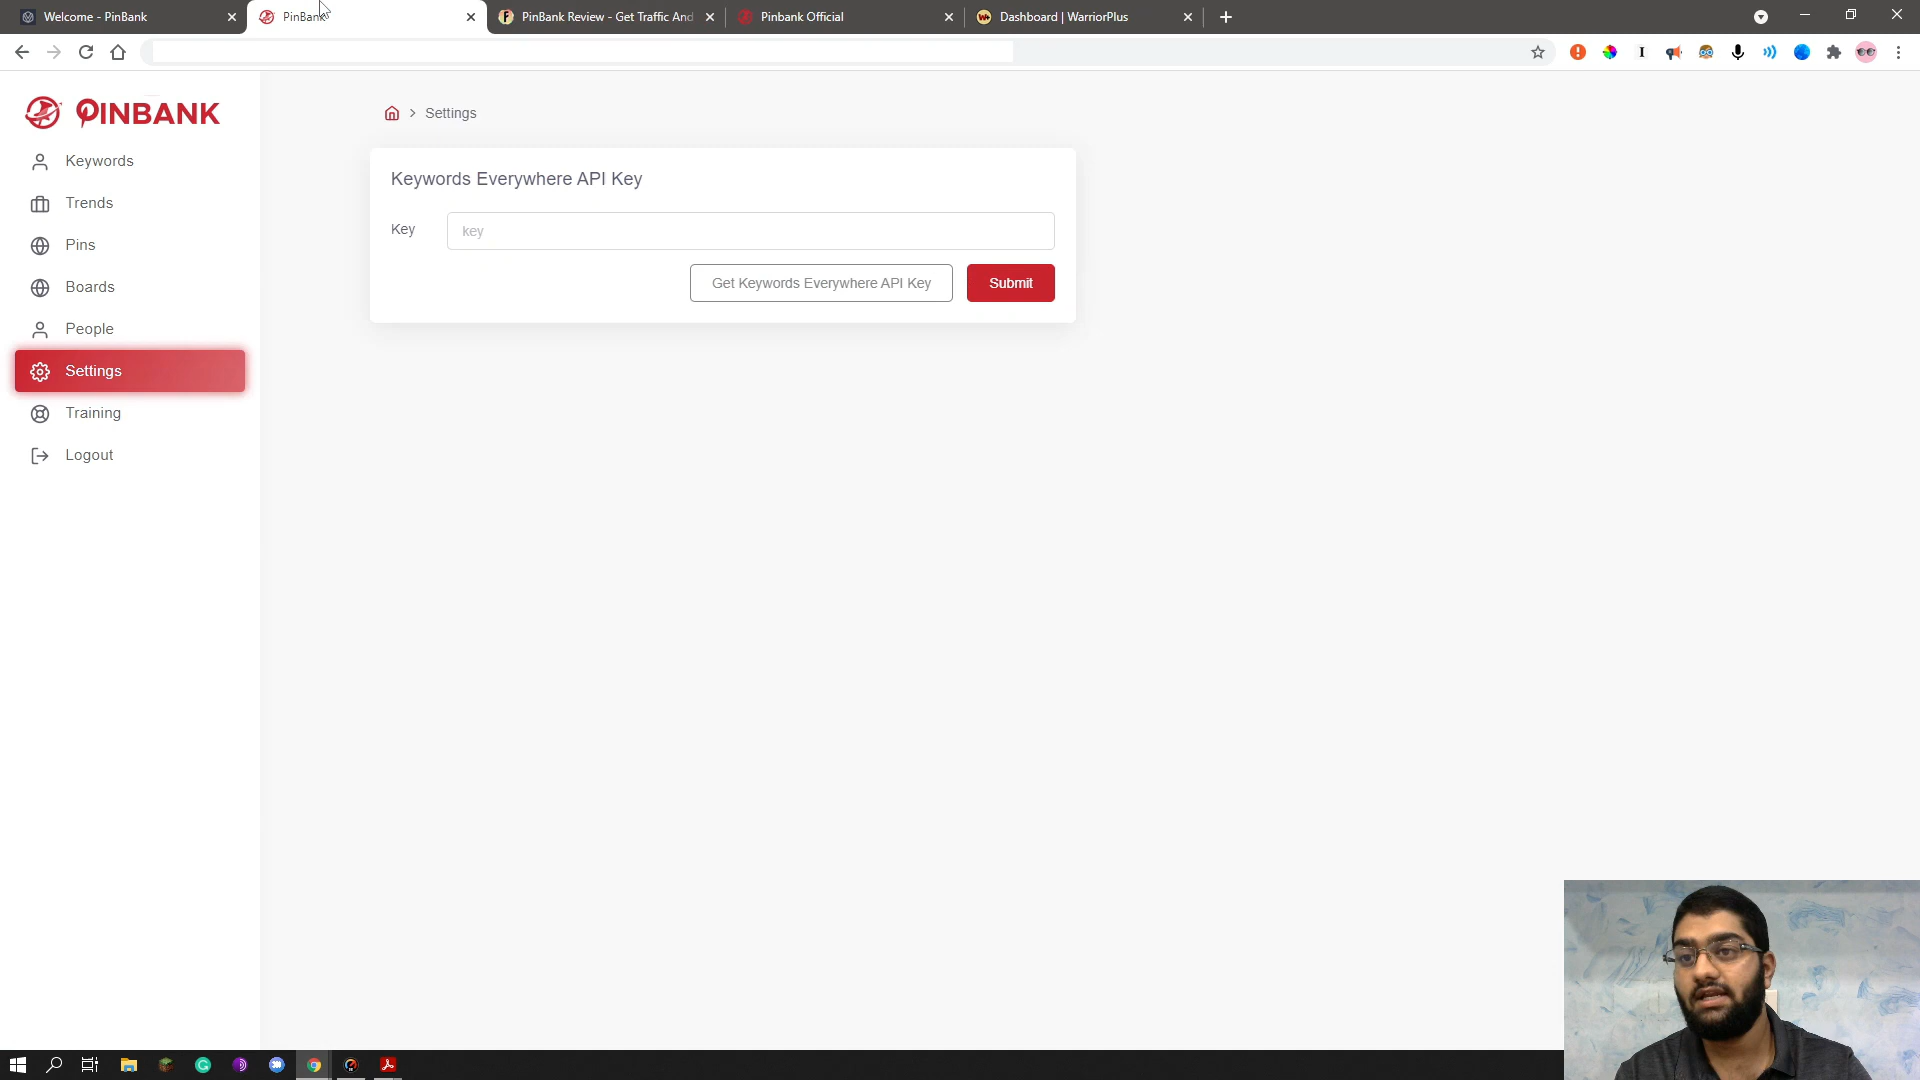 Welcome - PinBank
PinBank
PinBank Review - Get Traffic And
Pinbank Official
Dashboard | WarriorPlus
PINBANK
Keywords
Trends
Pins
Boards
People
Settings
Training
Logout
> Settings
Keywords Everywhere API Key
Key
key
Get Keywords Everywhere API Key
Submit